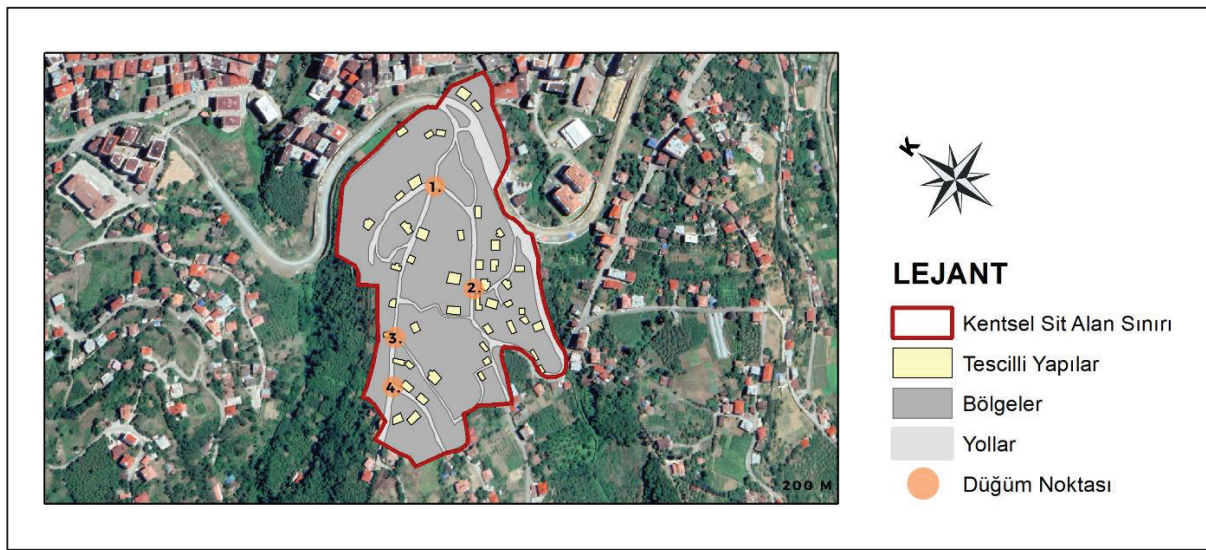 K
1.
2.
3.
4.
200 M
LEJANT
Kentsel Sit Alan Sınırı
Tescilli Yapılar
Bölgeler
Yollar
Düğüm Noktası